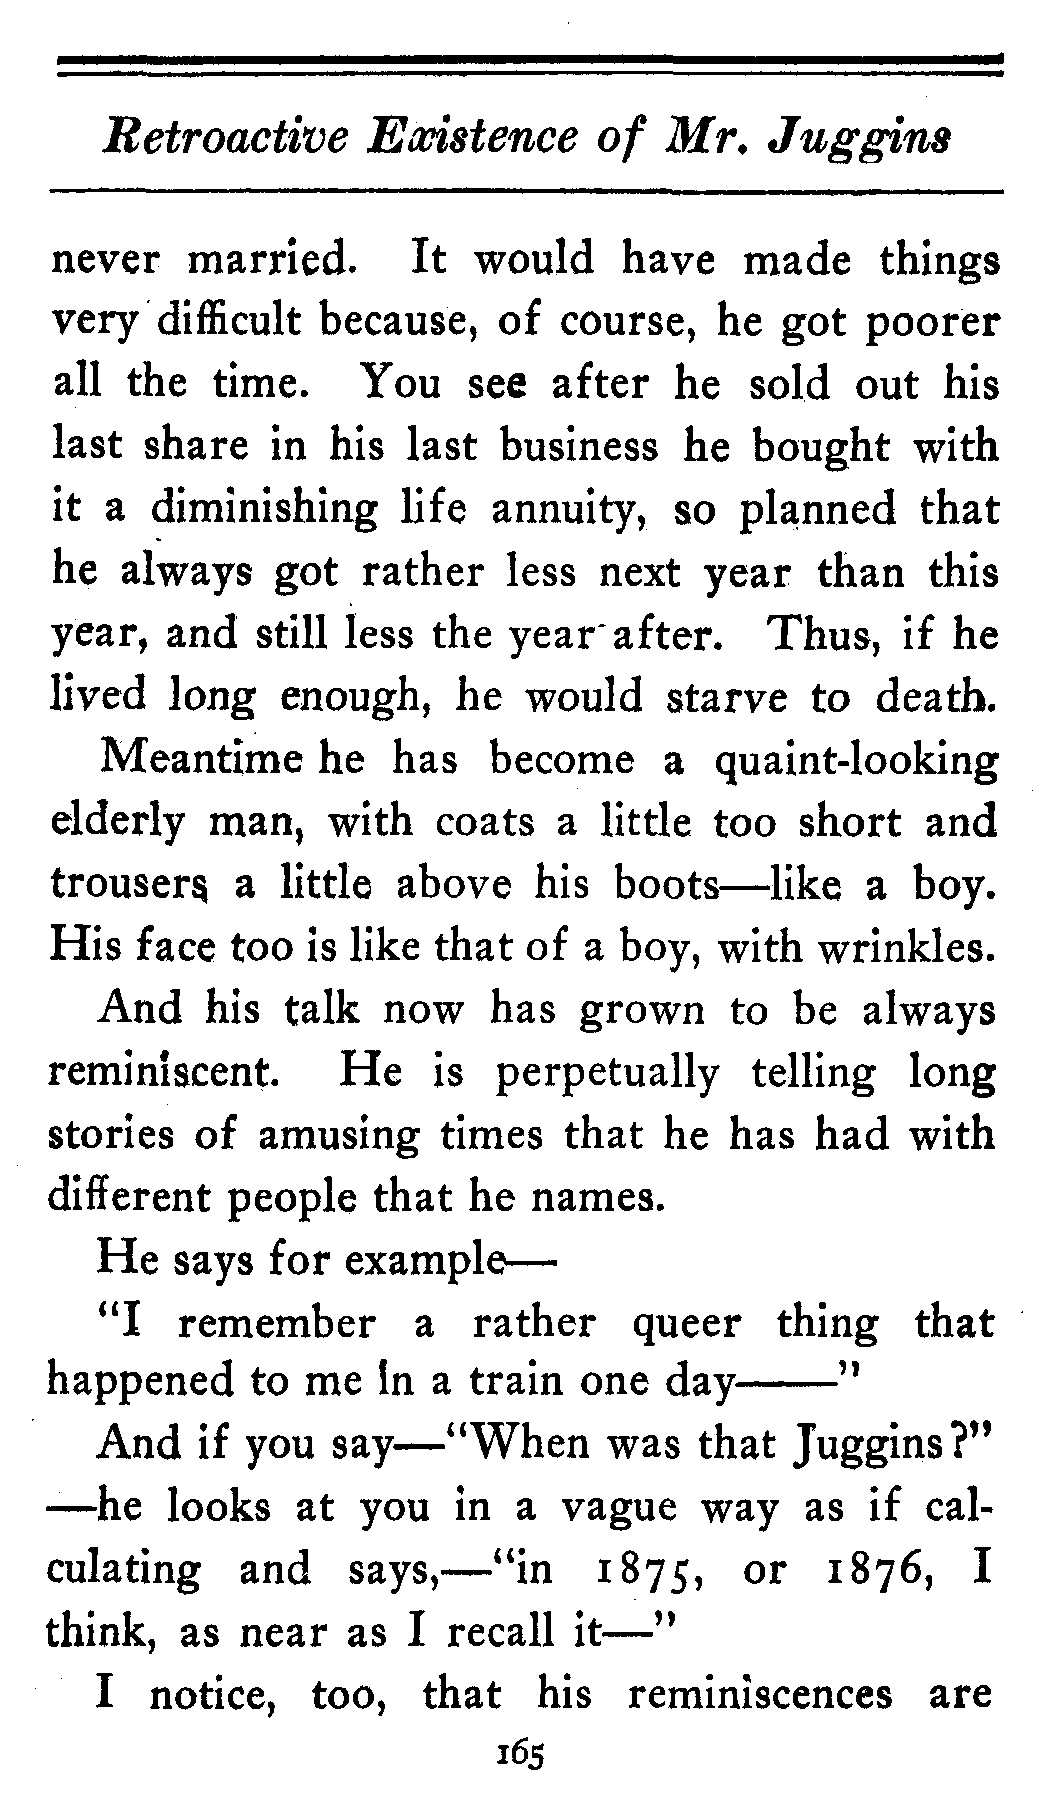 Retroactive Existence of Mr. Juggins
never married. It would have made things
very difficult because, of course, he got poorer
all the time. You see after he sold out his
last share in his last business he bought with
it a diminishing life annuity, so planned that
he always got rather less next year than this
year, and still less the year after. Thus, if he
lived long enough, he would starve to death.
Meantime he has become a quaint-looking
elderly man, with coats a little too short and
trousers a little above his boots—like a boy.
His face too is like that of a boy, with wrinkles.
And his talk now has grown to be always
reminiscent. He is perpetually telling long
stories of amusing times that he has had with
different people that he names.
He says for example—
“I remember a rather queer thing that
happened to me in a train one day——”
And if you say—“When was that Juggins?”
—he looks at you in a vague way as if cal-
culating and says,—“in 1875, or 1876, I
think, as near as I recall it—”
I notice, too, that his reminiscences are
165